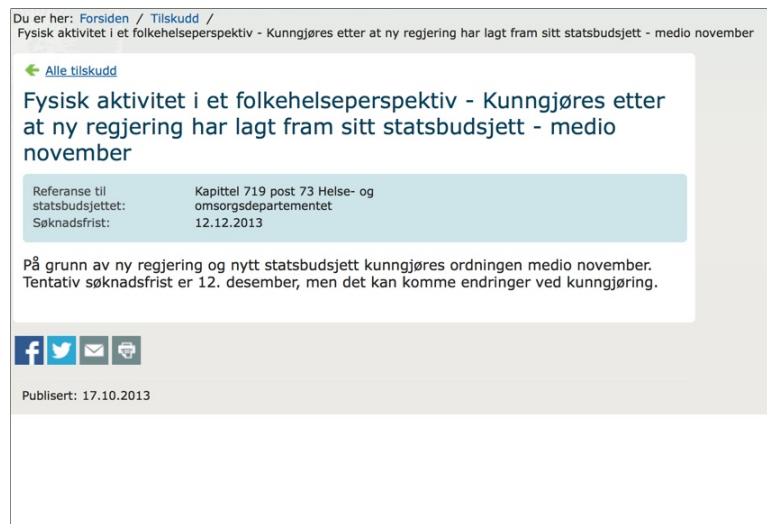 Du er her: Forsiden / Tilskudd /
Fysisk aktivitet i et folkehelseperspektiv - Kunngjøres etter at ny regjering har lagt fram sitt statsbudsjett - medio november
Alle tilskudd
Fysisk aktivitet i et folkehelseperspektiv - Kunngjøres etter
at ny regjering har lagt fram sitt statsbudsjett - medio
november
Referanse til statsbudsjettet: Kapittel 719 post 73 Helse- og omsorgsdepartementet
Søknadsfrist: 12.12.2013
På grunn av ny regjering og nytt statsbudsjett kunngjøres ordningen medio november.
Tentativ søknadsfrist er 12. desember, men det kan komme endringer ved kunngjøring.
Publisert: 17.10.2013